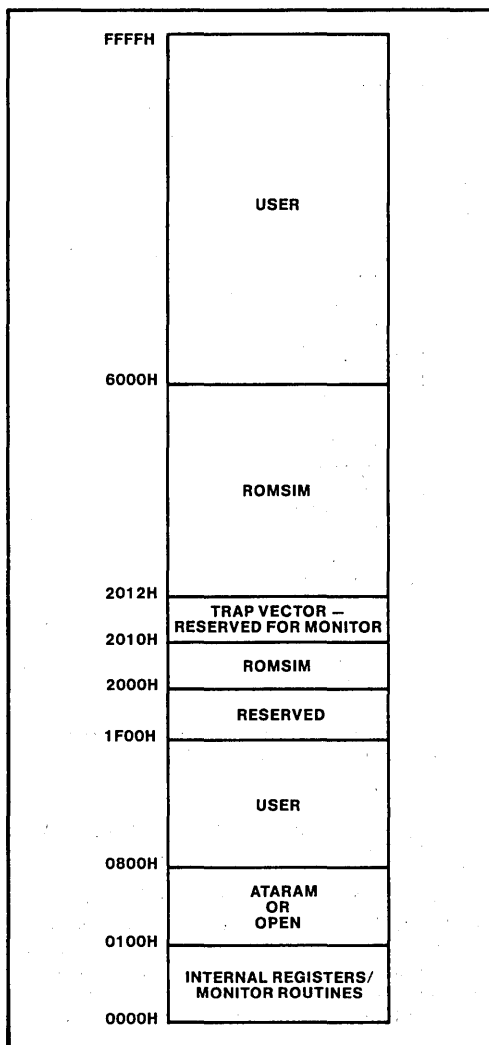 FFFFH
USER
6000H
ROMSIM
2012H
TRAP VECTOR —
RESERVED FOR MONITOR
2010H
ROMSIM
2000H
RESERVED
1F00H
USER
0800H
ATARAM
OR
OPEN
0100H
INTERNAL REGISTERS/
MONITOR ROUTINES
0000H